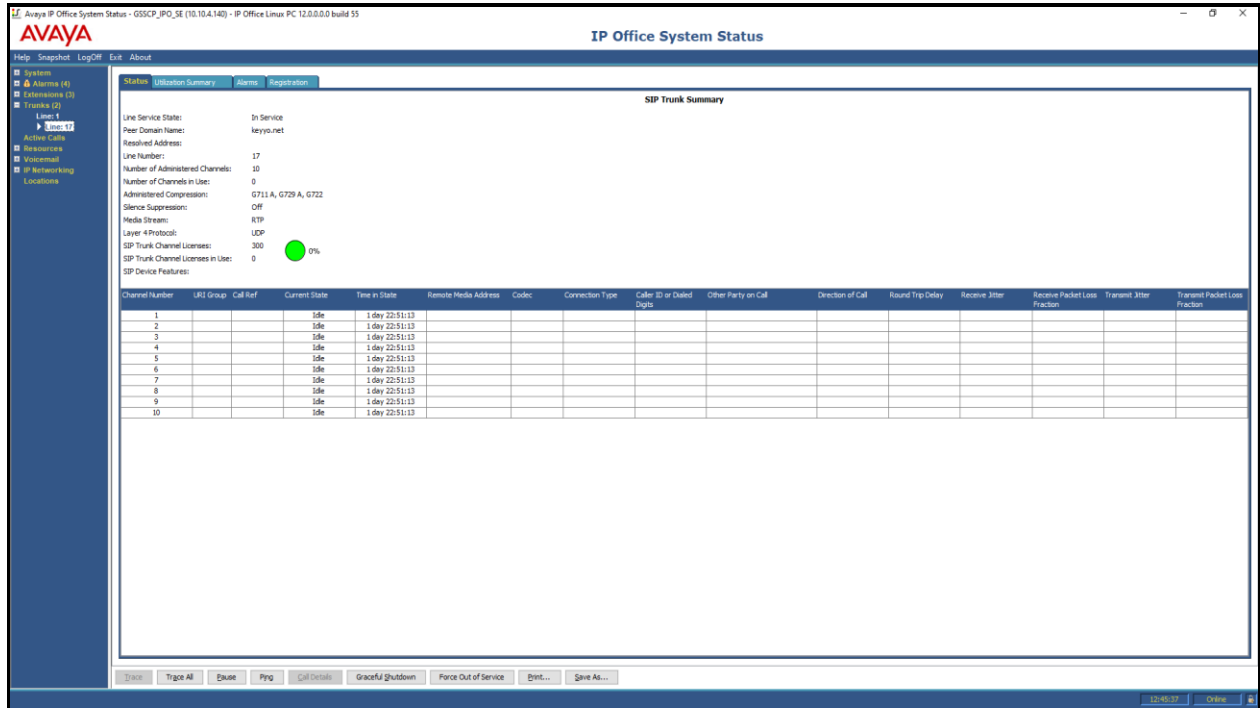 Avaya IP Office System Status - GSSCP_IPO_SE (10.10.4.140) - IP Office Linux PC 12.0.0.0.0 build 55
AVAYA
IP Office System Status
Help Snapshot LogOff Exit About
System
Alarms (4)
Extensions (3)
Trunks (2)
Line: 1
Line: 17
Active Calls
Resources
Voicemail
IP Networking
Locations
Status Utilization Summary Alarms Registration
SIP Trunk Summary
Line Service State: In Service
Peer Domain Name: keyyo.net
Resolved Address:
Line Number: 17
Number of Administered Channels: 10
Number of Channels in Use: 0
Administered Compression: G711 A, G729 A, G722
Silence Suppression: Off
Media Stream: RTP
Layer 4 Protocol: UDP
SIP Trunk Channel Licenses: 300
0%
SIP Trunk Channel Licenses in Use: 0
SIP Device Features:
Channel Number URI Group Call Ref Current State Time in State Remote Media Address Codec Connection Type Caller ID or Dialed Digits Other Party on Call Direction of Call Round Trip Delay Receive Jitter Receive Packet Loss Fraction Transmit Jitter Transmit Packet Loss Fraction
1 Idle 1 day 22:51:13
2 Idle 1 day 22:51:13
3 Idle 1 day 22:51:13
4 Idle 1 day 22:51:13
5 Idle 1 day 22:51:13
6 Idle 1 day 22:51:13
7 Idle 1 day 22:51:13
8 Idle 1 day 22:51:13
9 Idle 1 day 22:51:13
10 Idle 1 day 22:51:13
Trace Trace All Pause Ping Call Details Graceful Shutdown Force Out of Service Print... Save As...
12:45:37 Online